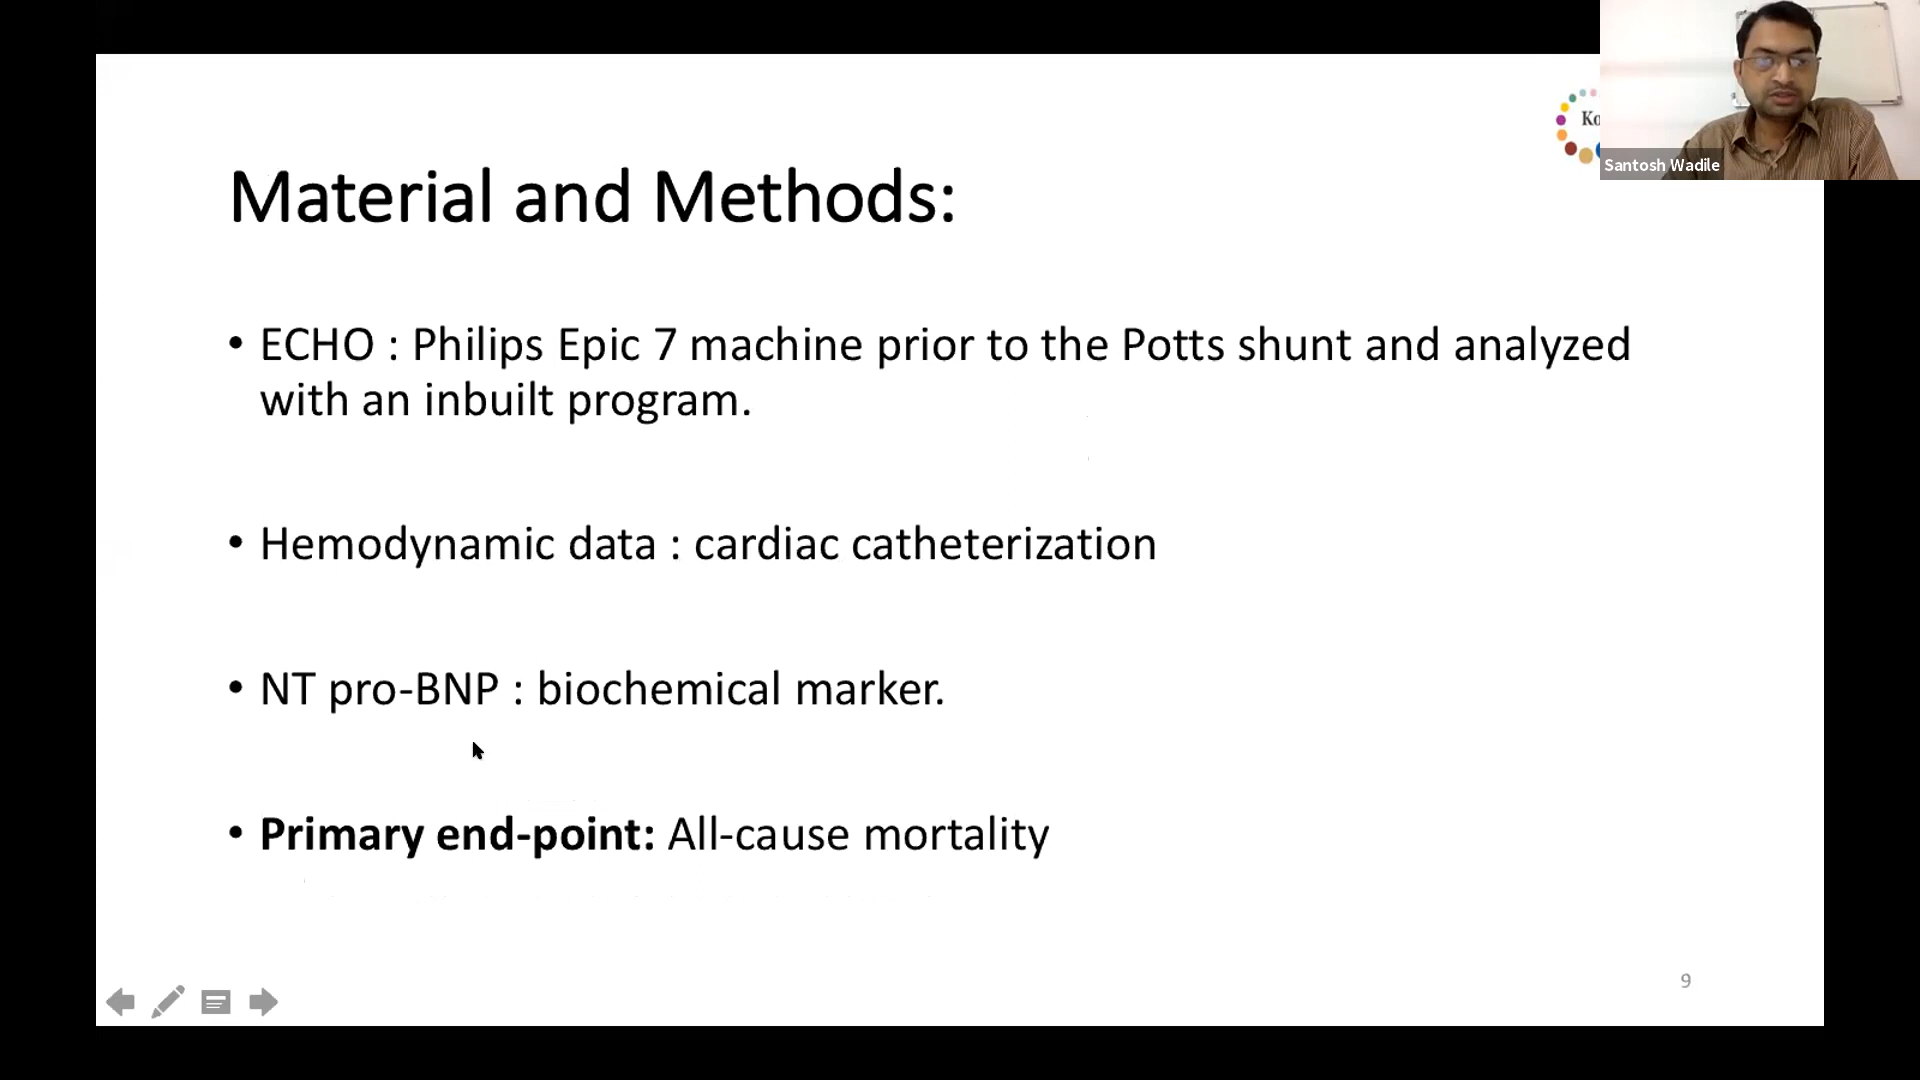 Ko
Santosh Wadile
Material and Methods:
• ECHO : Philips Epic 7 machine prior to the Potts shunt and analyzed
with an inbuilt program.
• Hemodynamic data : cardiac catheterization
• NT pro-BNP : biochemical marker.
• Primary end-point: All-cause mortality
9